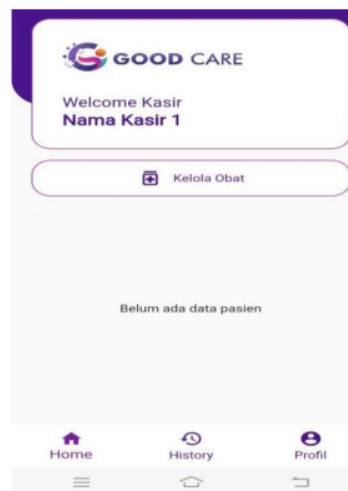 GOOD CARE
Welcome Kasir
Nama Kasir 1
Kelola Obat
Belum ada data pasien
Home
History
Profil